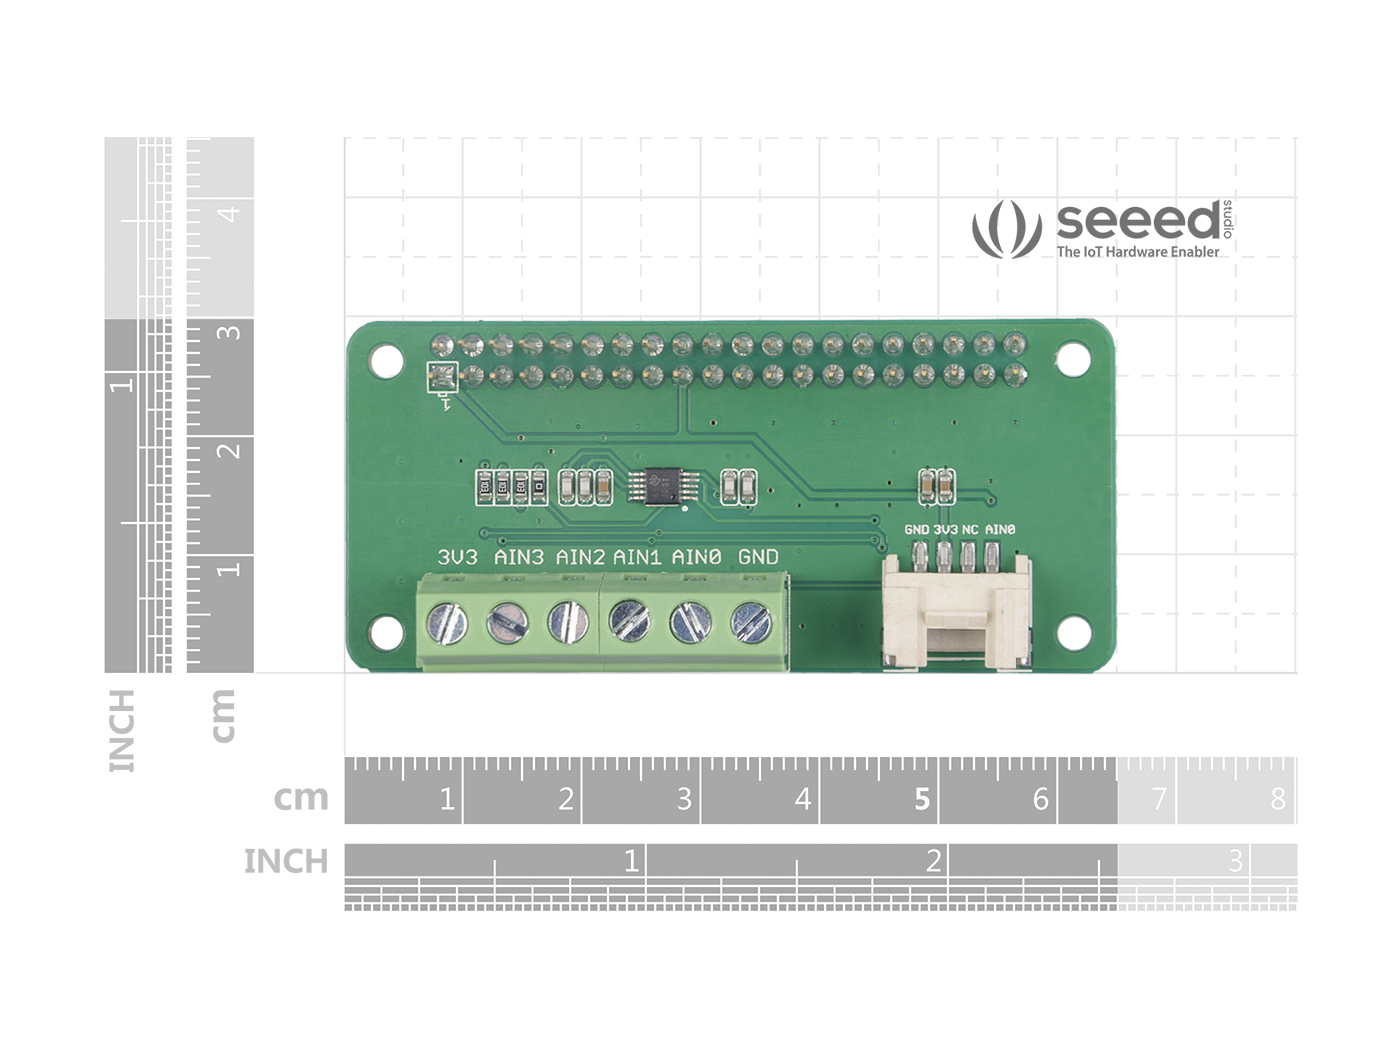 seeed
studio
The IoT Hardware Enabler
4
3
2
1
1
INCH
cm
1
GND 3V3 NC AIN0
3V3 AIN3 AIN2 AIN1 AIN0 GND
cm 1 2 3 4 5 6 7 8
INCH 1 2 3